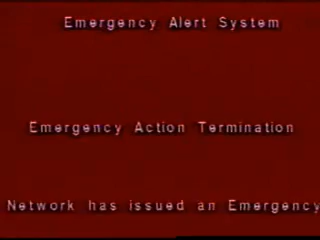 Emergency Alert System
Emergency Action Termination
Network has issued an Emergency